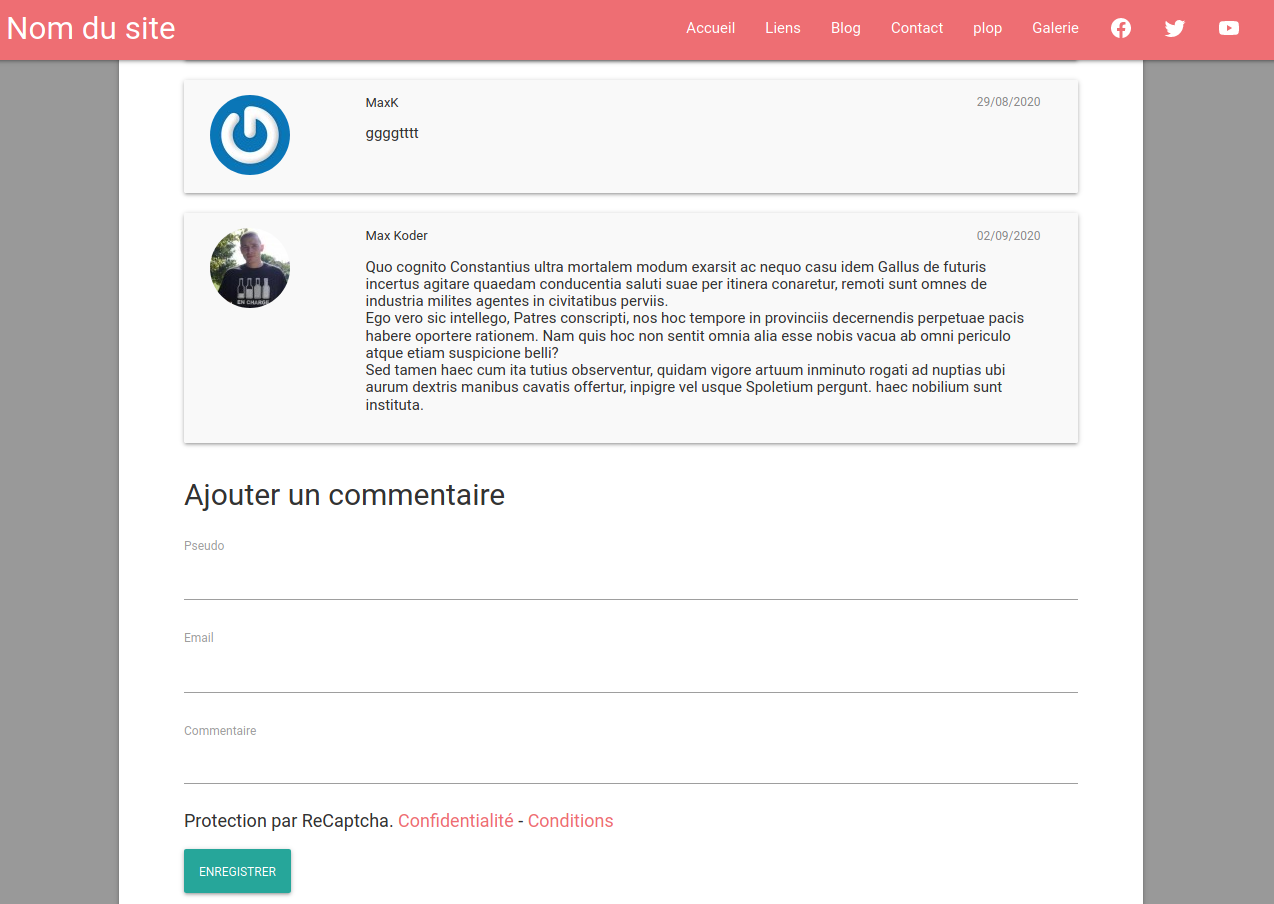 Nom du site
Accueil Liens Blog Contact plop Galerie
MaxK 29/08/2020
ggggtttt
Max Koder 02/09/2020
Quo cognito Constantius ultra mortalem modum exarsit ac nequo casu idem Gallus de futuris
incertus agitare quaedam conducentia saluti suae per itinera conaretur, remoti sunt omnes de
industria milites agentes in civitatibus perviis.
Ego vero sic intellego, Patres conscripti, nos hoc tempore in provinciis decernendis perpetuae pacis
habere oportere rationem. Nam quis hoc non sentit omnia alia esse nobis vacua ab omni periculo
atque etiam suspicione belli?
Sed tamen haec cum ita tutius observentur, quidam vigore artuum inminuto rogati ad nuptias ubi
aurum dextris manibus cavatis offertur, inpigre vel usque Spoletium pergunt. haec nobilium sunt
instituta.
EN CHARGE
Ajouter un commentaire
Pseudo
Email
Commentaire
Protection par ReCaptcha. Confidentialité - Conditions
ENREGISTRER